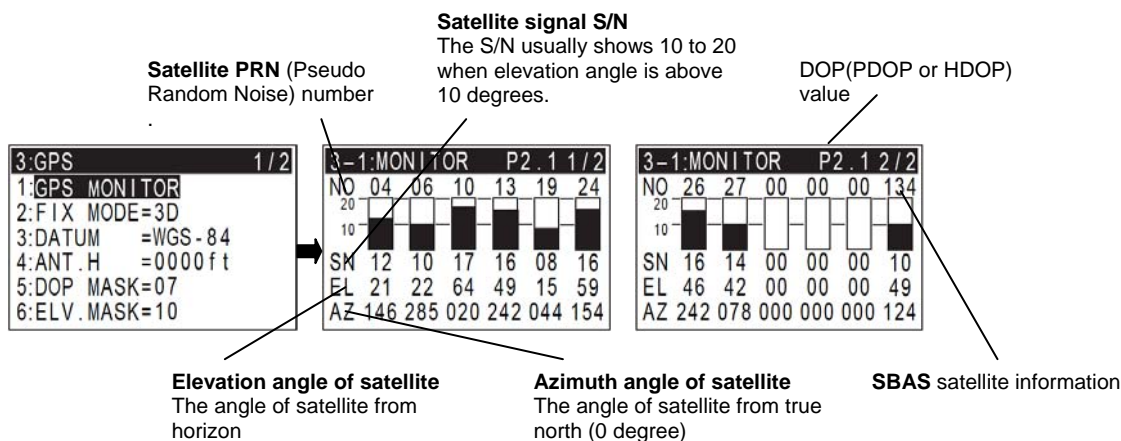 Satellite signal S/N
The S/N usually shows 10 to 20
when elevation angle is above
10 degrees.
Satellite PRN (Pseudo
Random Noise) number
.
DOP(PDOP or HDOP)
value
3:GPS 1/2
1:GPS MONITOR
2:FIX MODE=3D
3:DATUM =WGS-84
4:ANT.H =0000ft
5:DOP MASK=07
6:ELV.MASK=10
3-1:MONITOR P2.1 1/2
NO 04 06 10 13 19 24
20
10
SN 12 10 17 16 08 16
EL 21 22 64 49 15 59
AZ 146 285 020 242 044 154
3-1:MONITOR P2.1 2/2
NO 26 27 00 00 00 134
20
10
SN 16 14 00 00 00 10
EL 46 42 00 00 00 49
AZ 242 078 000 000 000 124
Elevation angle of satellite
The angle of satellite from
horizon
Azimuth angle of satellite
The angle of satellite from true
north (0 degree)
SBAS satellite information